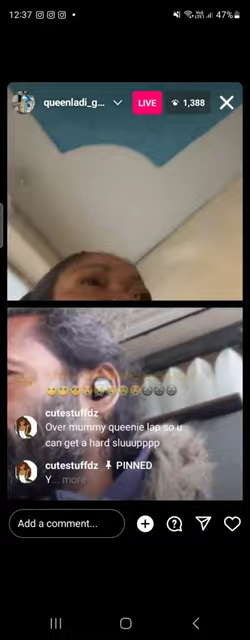 12:37 47%
queenladi_g... LIVE 1,388
cutestuffdz
Over mummy queenie lap so u
can get a hard sluuupppp
cutestuffdz PINNED
Y... more
Add a comment...